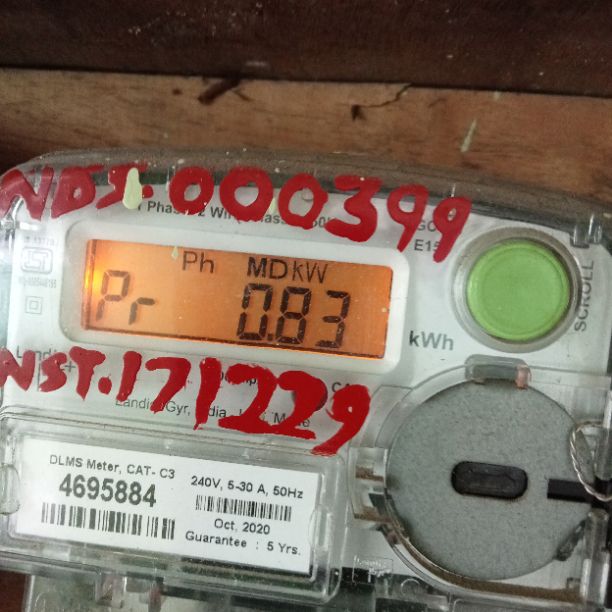 NDS.000399
E15
Ph MD kW
Pr 0.83
kWh
SCROLL
NST.171229
DLMS Meter, CAT- C3
4695884
240V, 5-30 A, 50Hz
Oct, 2020
Guarantee : 5 Yrs.